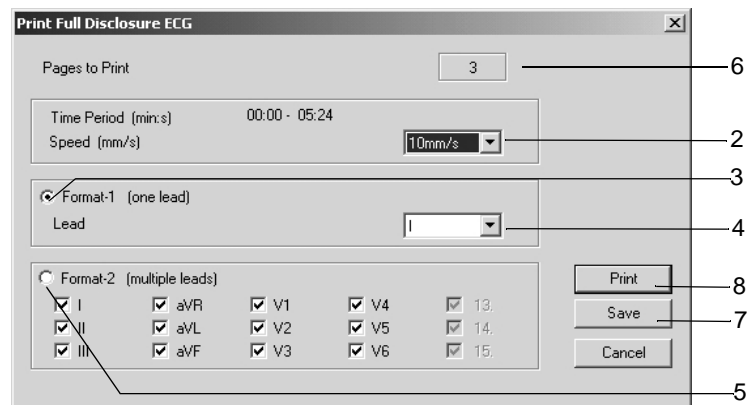 Print Full Disclosure ECG
Pages to Print 3 6
Time Period (min:s) 00:00 - 05:24
Speed (mm/s) 10mm/s 2
3
Format-1 (one lead)
Lead I 4
Format-2 (multiple leads) Print 8
I aVR V1 V4 13.
II aVL V2 V5 14. Save 7
III aVF V3 V6 15. Cancel
5